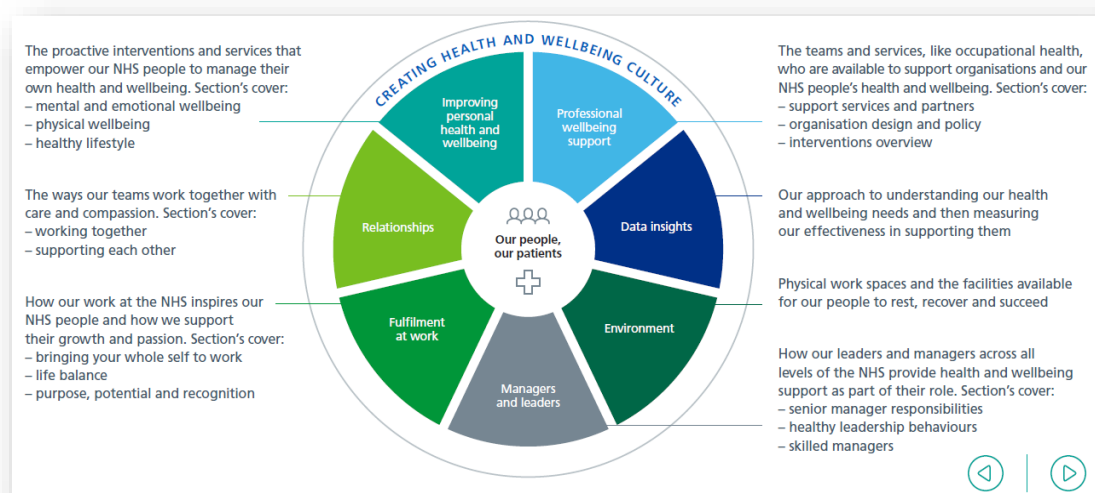 CREATING HEALTH AND WELLBEING CULTURE
The proactive interventions and services that
empower our NHS people to manage their
own health and wellbeing. Section's cover:
– mental and emotional wellbeing
– physical wellbeing
– healthy lifestyle
The ways our teams work together with
care and compassion. Section's cover:
– working together
– supporting each other
How our work at the NHS inspires our
NHS people and how we support
their growth and passion. Section's cover:
– bringing your whole self to work
– life balance
– purpose, potential and recognition
Improving
personal
health and
wellbeing
Professional
wellbeing
support
Relationships
Data insights
Our people,
our patients
Fulfilment
at work
Environment
Managers
and leaders
The teams and services, like occupational health,
who are available to support organisations and our
NHS people's health and wellbeing. Section's cover:
– support services and partners
– organisation design and policy
– interventions overview
Our approach to understanding our health
and wellbeing needs and then measuring
our effectiveness in supporting them
Physical work spaces and the facilities available
for our people to rest, recover and succeed
How our leaders and managers across all
levels of the NHS provide health and wellbeing
support as part of their role. Section's cover:
– senior manager responsibilities
– healthy leadership behaviours
– skilled managers